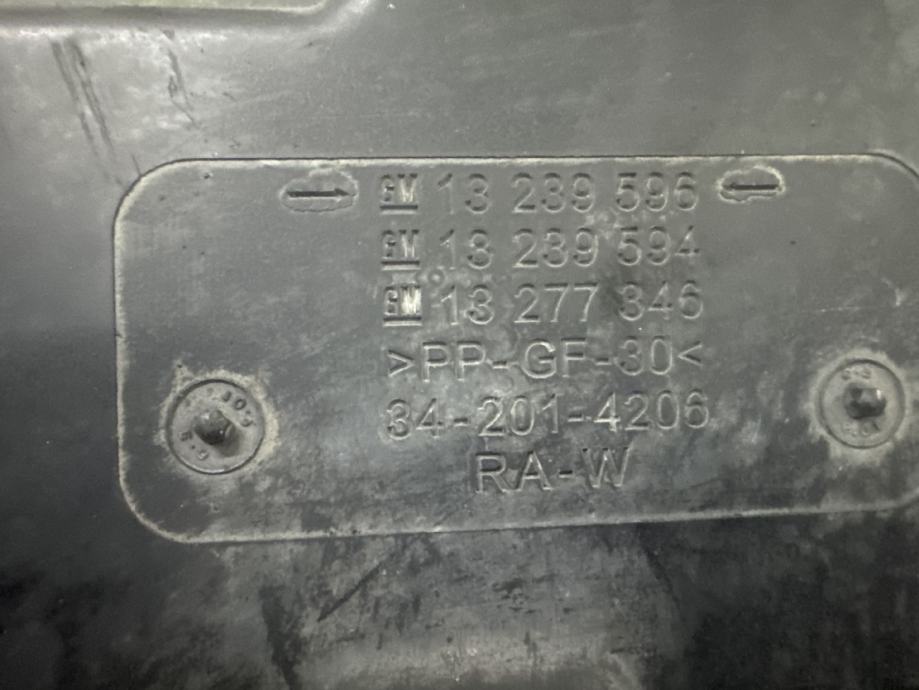 GM 13 239 596
GM 13 239 594
GM 13 277 846
>PP-GF-30<
34-201-4206
RA-W